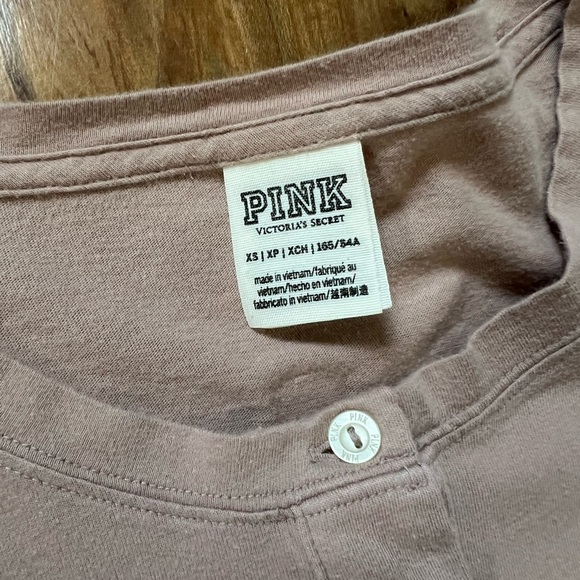 PINK
VICTORIA'S SECRET
XS | XP | XCH | 165/84A
made in vietnam/fabriqué au
vietnam/hecho en vietnam/
fabbricato in vietnam/越南制造
PINK PINK PINK